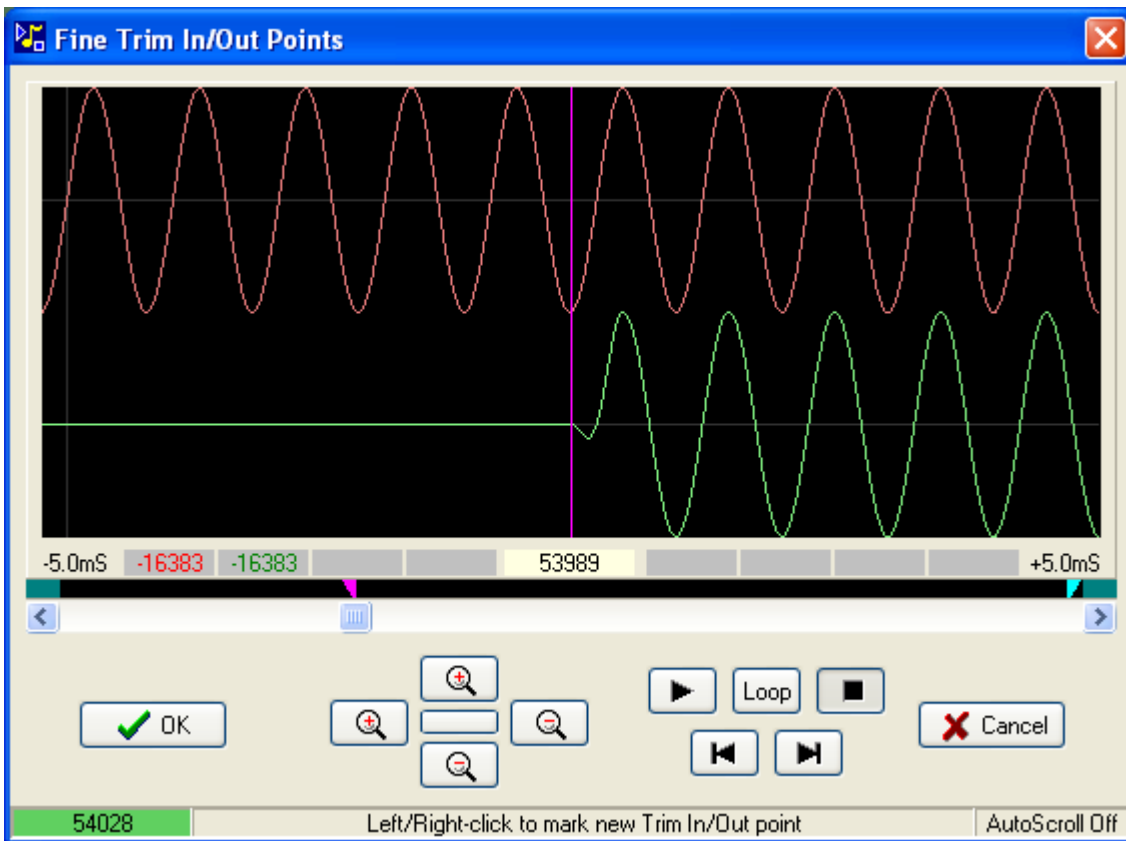 Fine Trim In/Out Points
-5.0mS -16383 -16383 53989 +5.0mS
OK
Loop
Cancel
54028 Left/Right-click to mark new Trim In/Out point AutoScroll Off